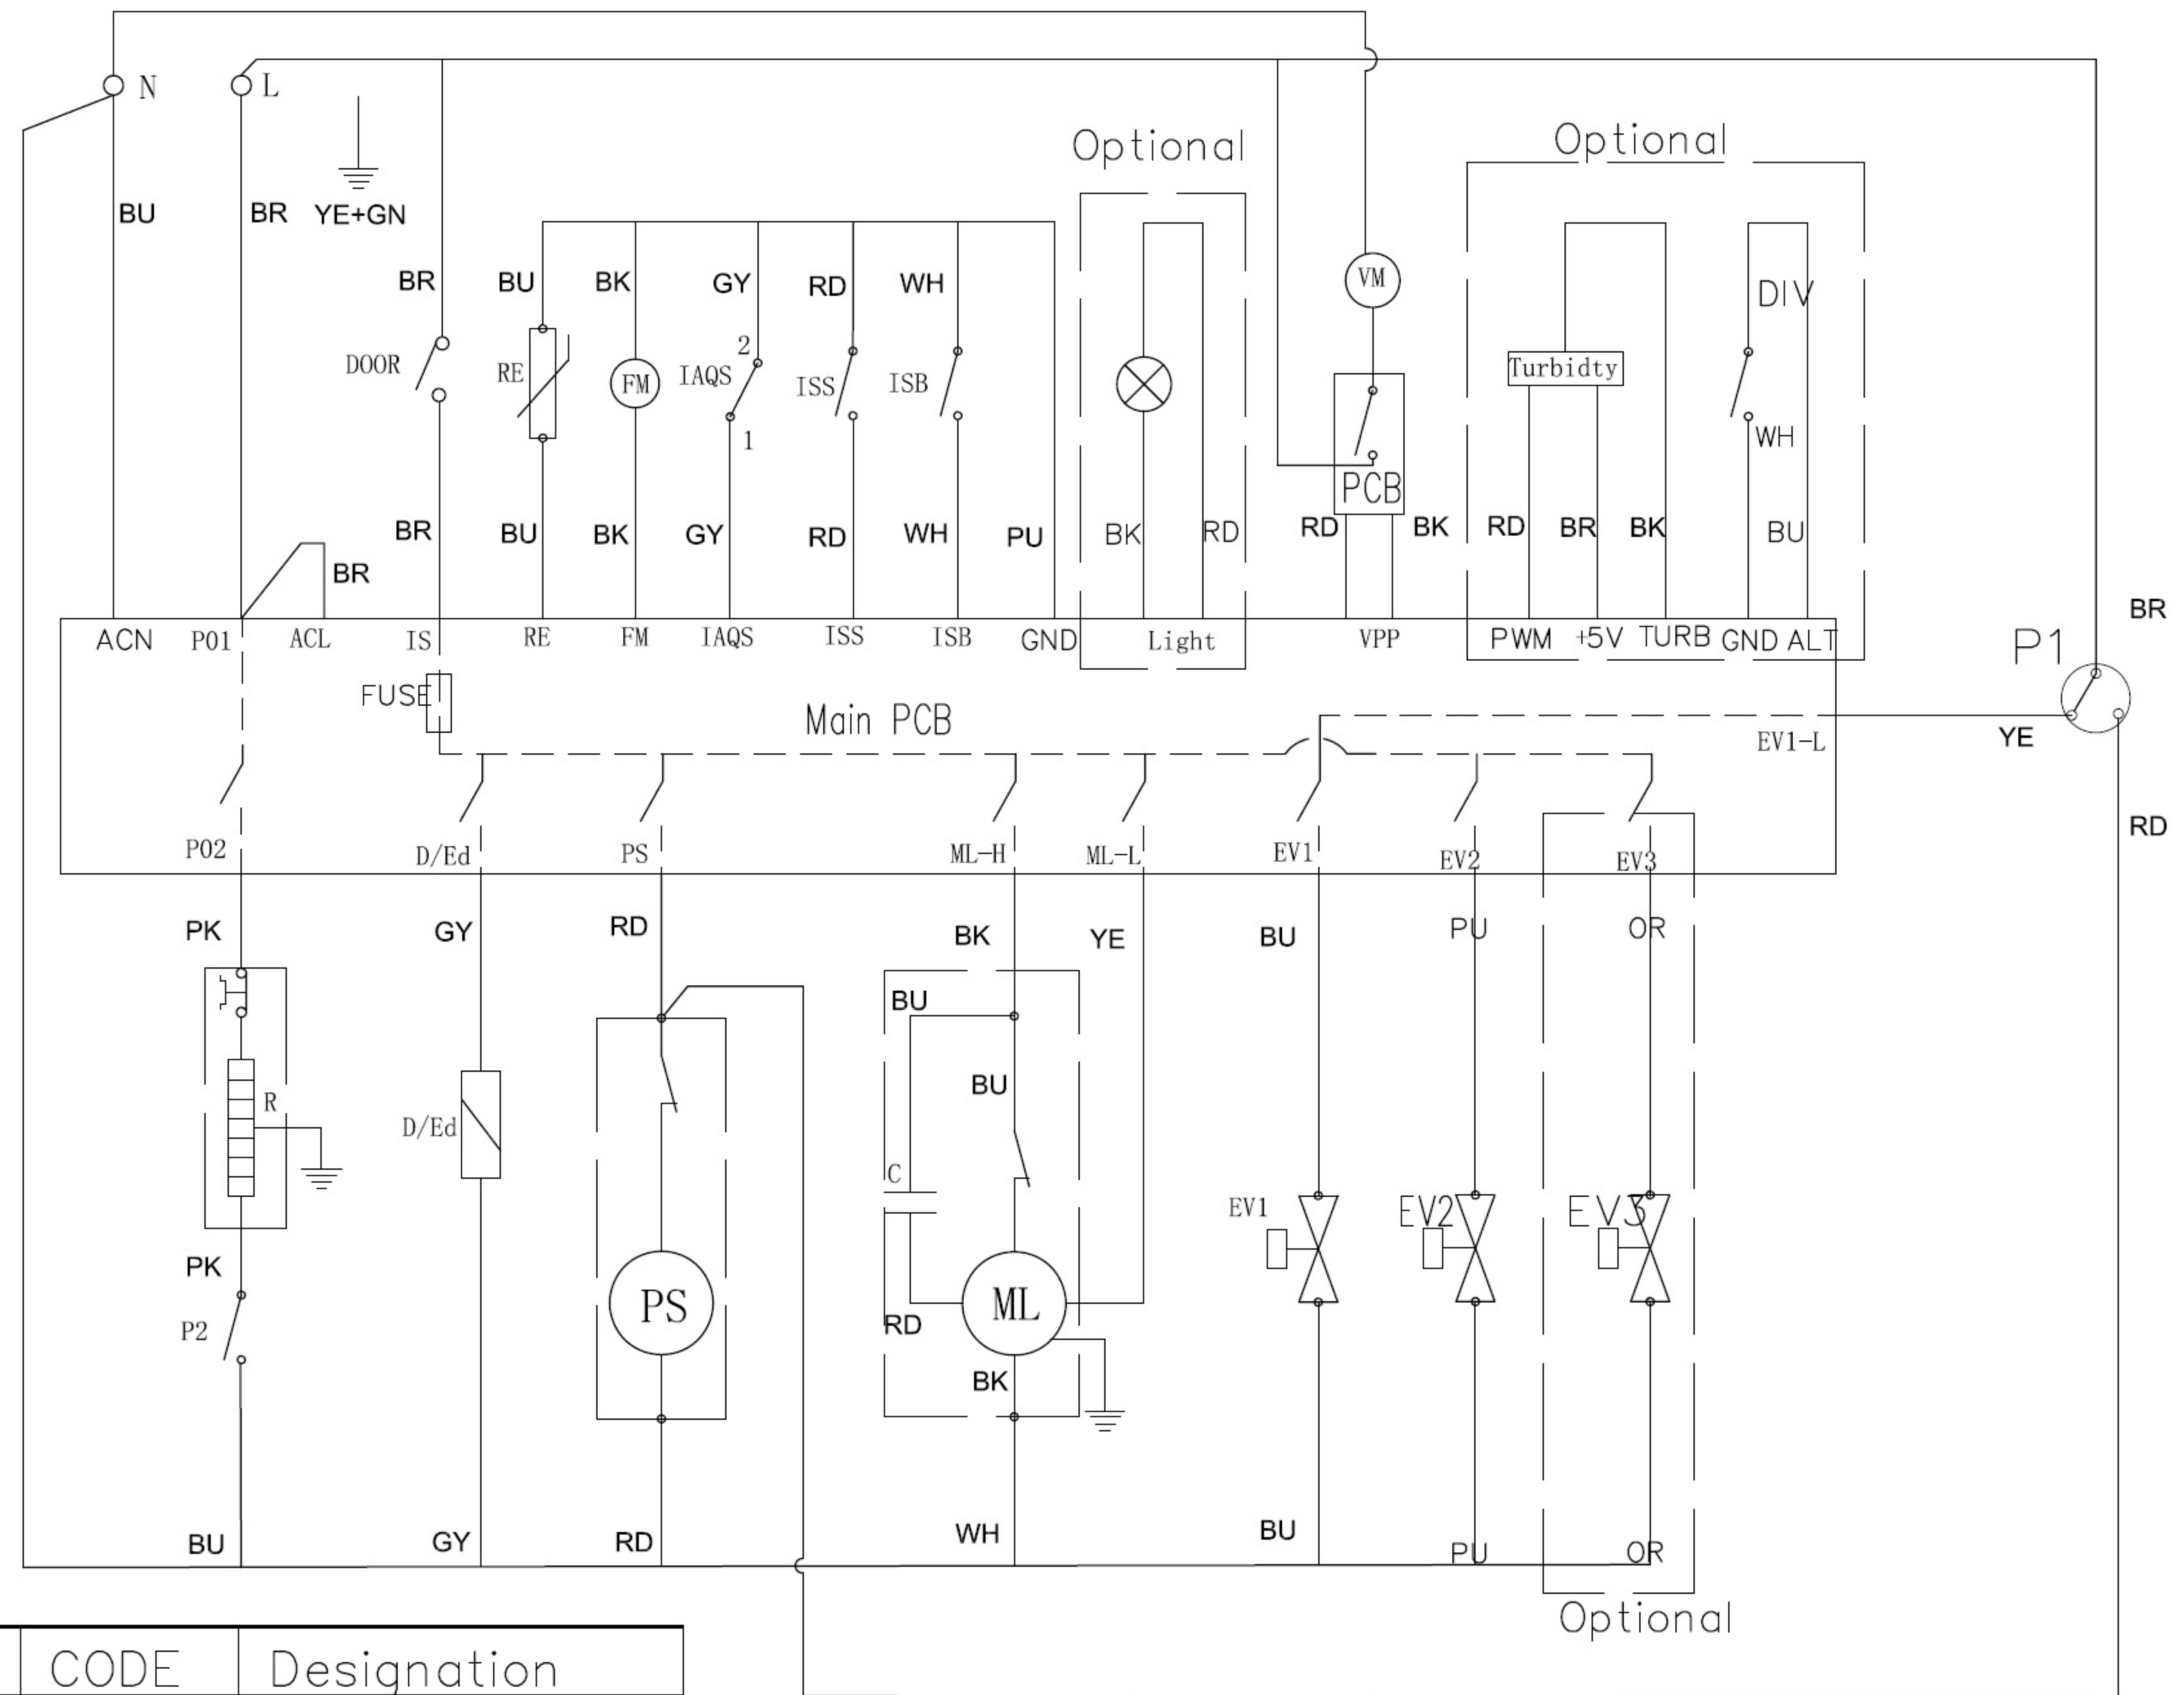 N L
Optional Optional
BU BR YE+GN
BR BU BK GY RD WH VM DIV
DOOR RE FM IAQS 2 ISS ISB Turbidty
1 WH
PCB
BR BU BK GY RD WH PU BK RD RD BK RD BR BK BU
BR
BR
ACN P01 ACL IS RE FM IAQS ISS ISB GND Light VPP PWM +5V TURB GND ALT P1
FUSE Main PCB
EV1-L YE
RD
P02 D/Ed PS ML-H ML-L EV1 EV2 EV3
PK GY RD BK YE BU PU OR
BU
BU
R
D/Ed
C
EV1 EV2 EV3
PK
PS ML
P2 RD
BK
BU GY RD WH BU PU OR
Optional
CODE Designation